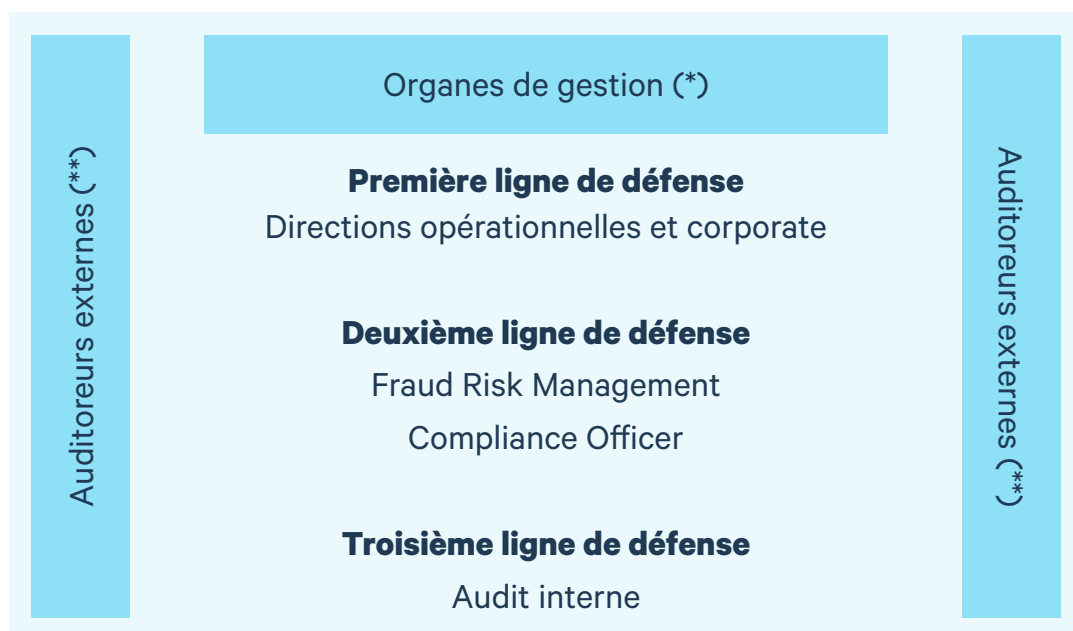 Organes de gestion (*)
Auditoreurs externes (**)
Première ligne de défense
Directions opérationnelles et corporate
Deuxième ligne de défense
Fraud Risk Management
Compliance Officer
Troisième ligne de défense
Audit interne
Auditoreurs externes (**)